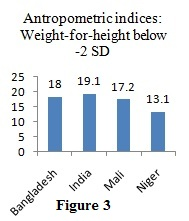 Antropometric indices:
Weight-for-height below
-2 SD
25
20
15
10
5
0
18
19.1
17.2
13.1
Bangladesh
India
Mali
Niger
Figure 3